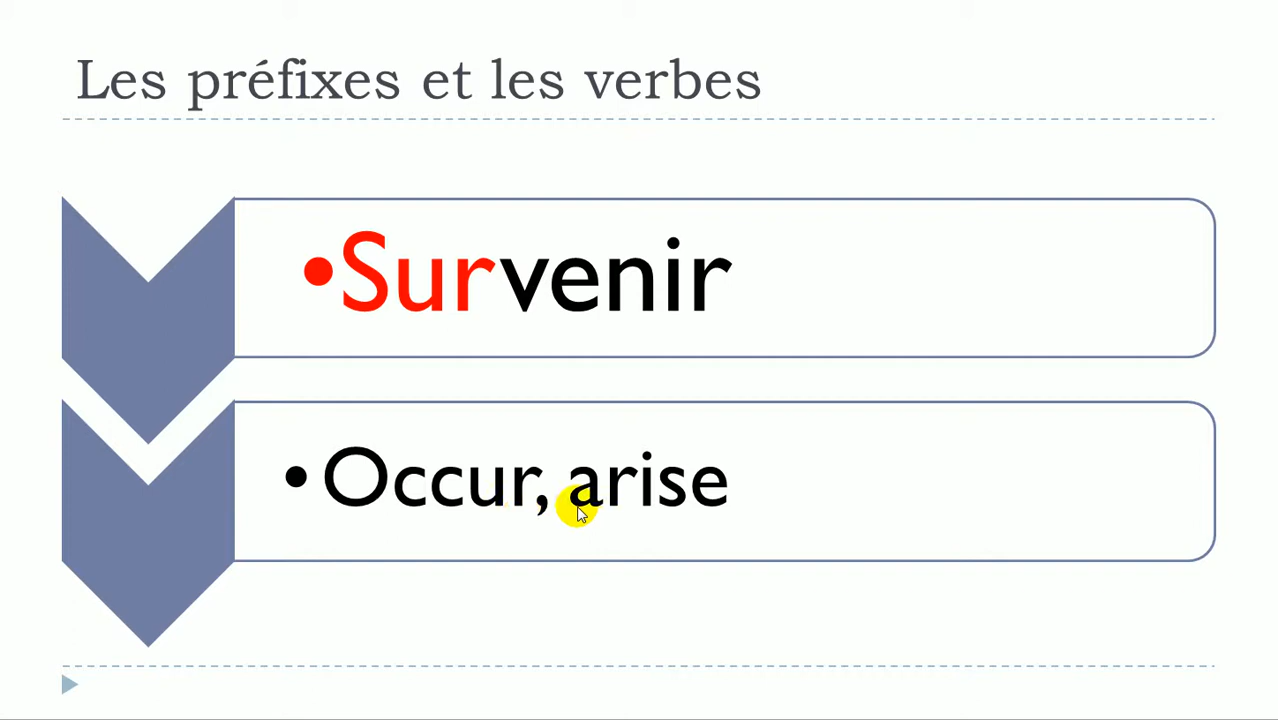 Les préfixes et les verbes
•Survenir
• Occur, arise